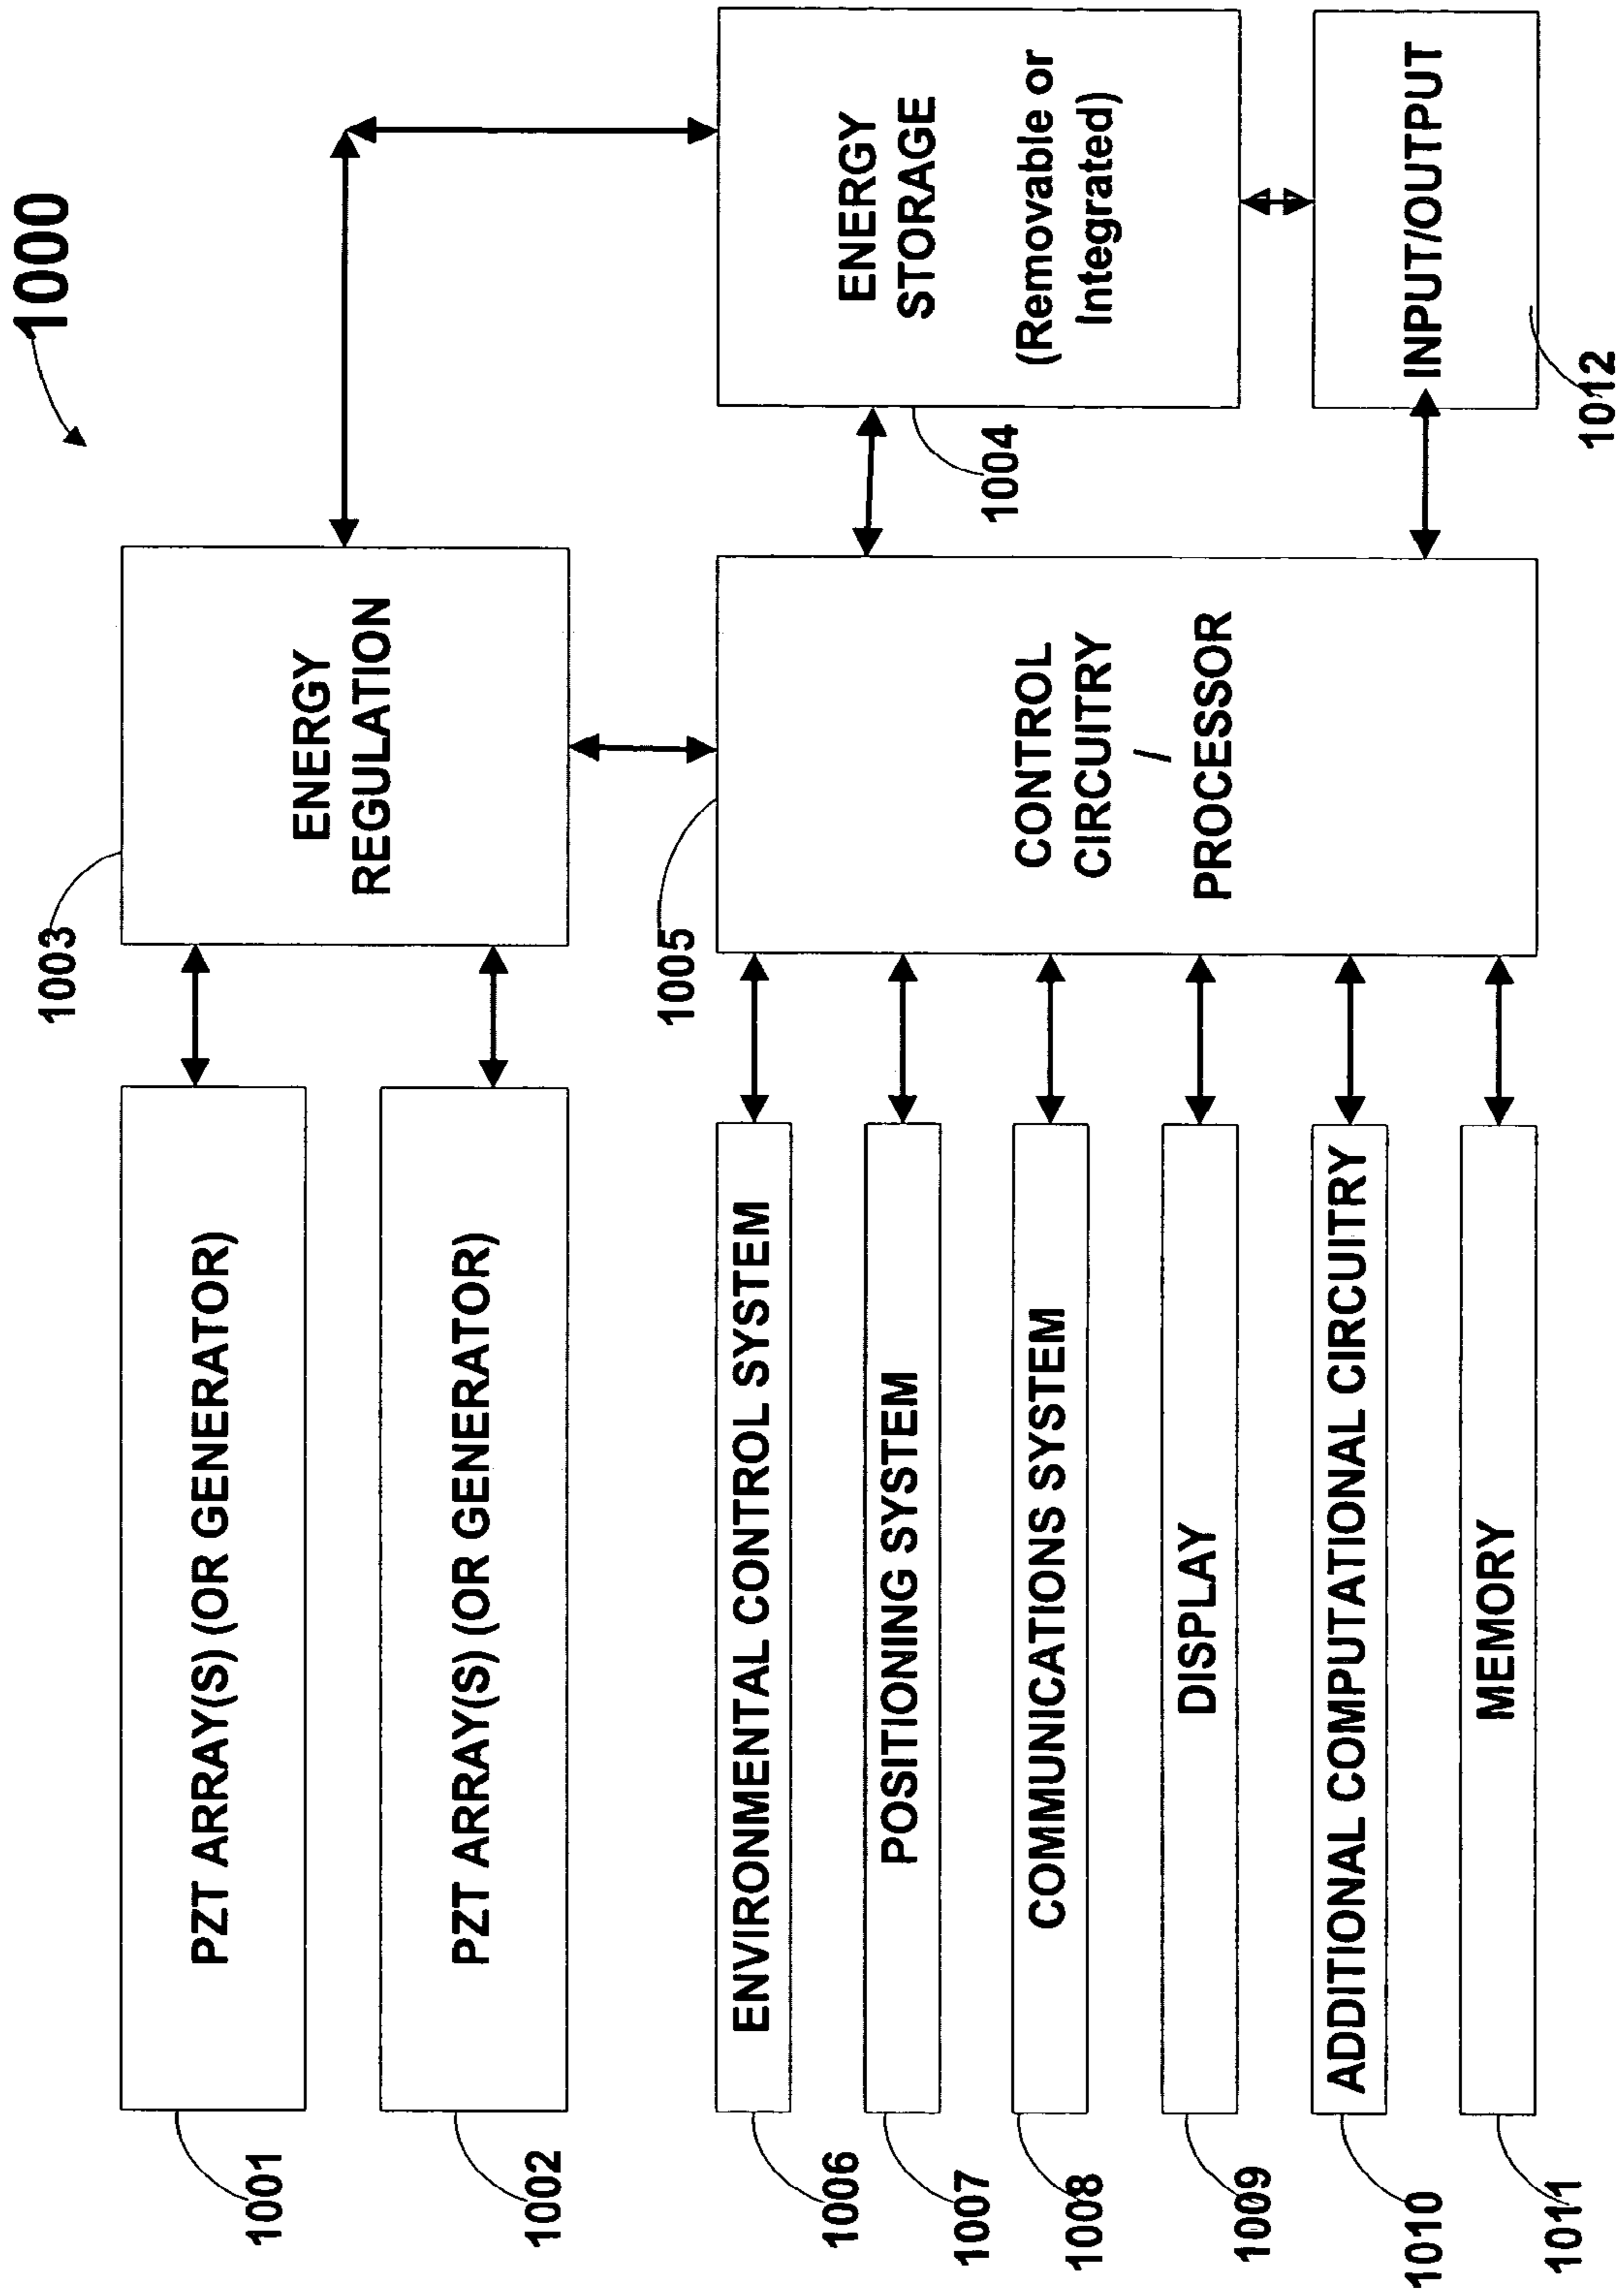 1000
1001
PZT ARRAY(S) (OR GENERATOR)
1002
PZT ARRAY(S) (OR GENERATOR)
1003
ENERGY
REGULATION
1004
ENERGY
STORAGE
(Removable or
Integrated)
1005
CONTROL
CIRCUITRY
/
PROCESSOR
1006
ENVIRONMENTAL CONTROL SYSTEM
1007
POSITIONING SYSTEM
1008
COMMUNICATIONS SYSTEM
1009
DISPLAY
1010
ADDITIONAL COMPUTATIONAL CIRCUITRY
1011
MEMORY
1012
INPUT/OUTPUT